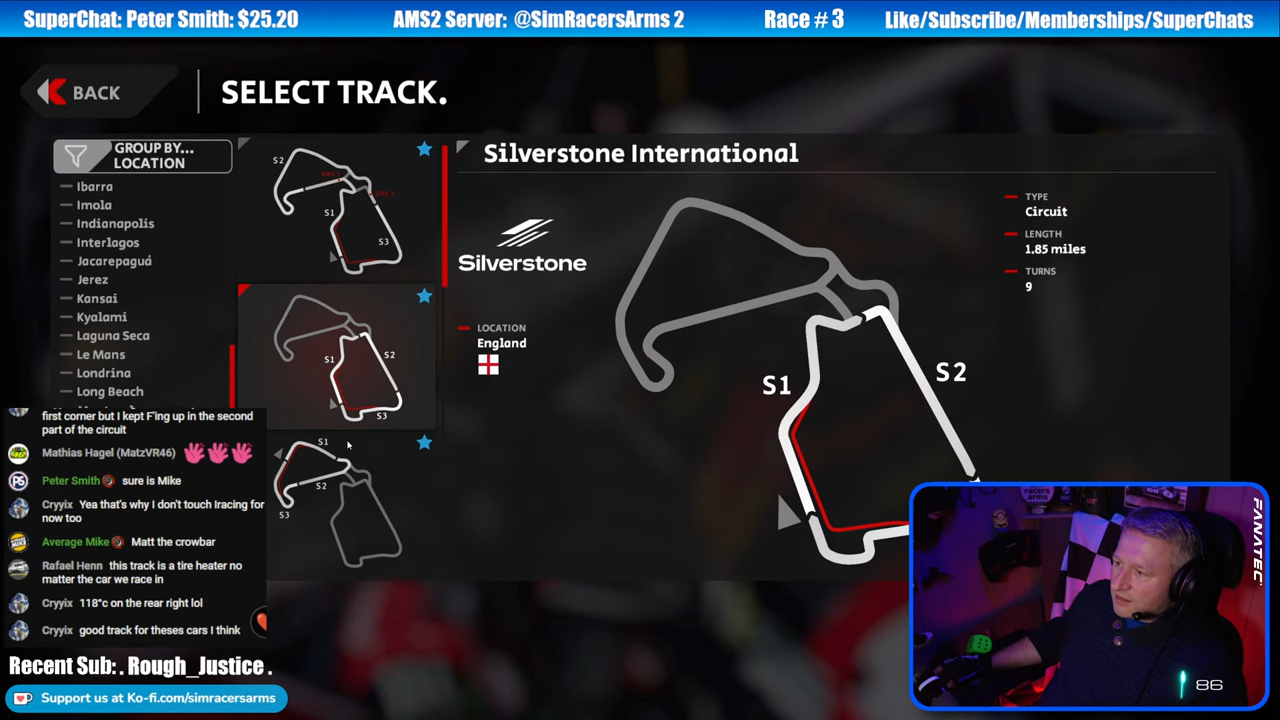 SuperChat: Peter Smith: $25.20
AMS2 Server: @SimRacersArms 2
Race # 3
Like/Subscribe/Memberships/SuperChats
BACK
SELECT TRACK.
GROUP BY...
LOCATION
Ibarra
Imola
Indianapolis
Interlagos
Jacarepaguá
Jerez
Kansai
Kyalami
Laguna Seca
Le Mans
Londrina
Long Beach
S2
S1
S3
S1
S2
S3
S1
S2
S3
Silverstone International
Silverstone
LOCATION
England
TYPE
Circuit
LENGTH
1.85 miles
TURNS
9
S1
S2
first corner but I kept F'ing up in the second
part of the circuit
Mathias Hagel (MatzVR46)
Peter Smith sure is Mike
Cryyix Yea that's why I don't touch Iracing for
now too
Average Mike Matt the crowbar
Rafael Henn this track is a tire heater no
matter the car we race in
Cryyix 118°c on the rear right lol
Cryyix good track for theses cars I think
Recent Sub: . Rough_Justice .
Support us at Ko-fi.com/simracersarms
FANATEC
86